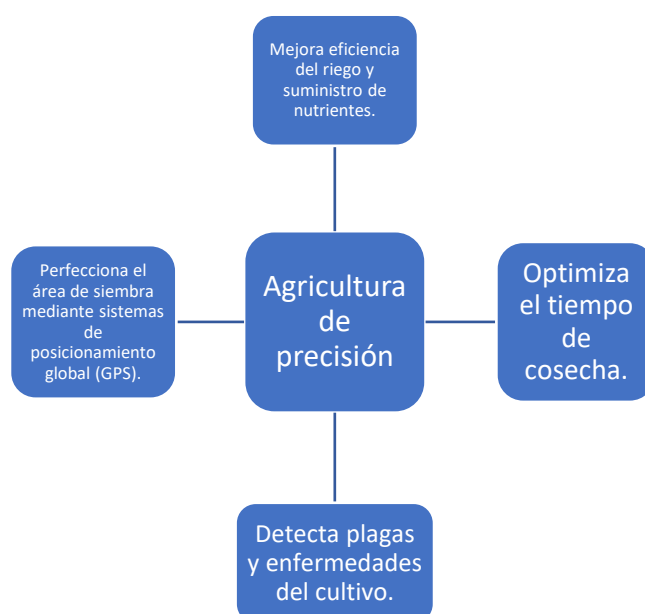 Mejora eficiencia
del riego y
suministro de
nutrientes.
Perfecciona el
área de siembra
mediante sistemas
de
posicionamiento
global (GPS).
Agricultura
de
precisión
Optimiza
el tiempo
de
cosecha.
Detecta plagas
y enfermedades
del cultivo.